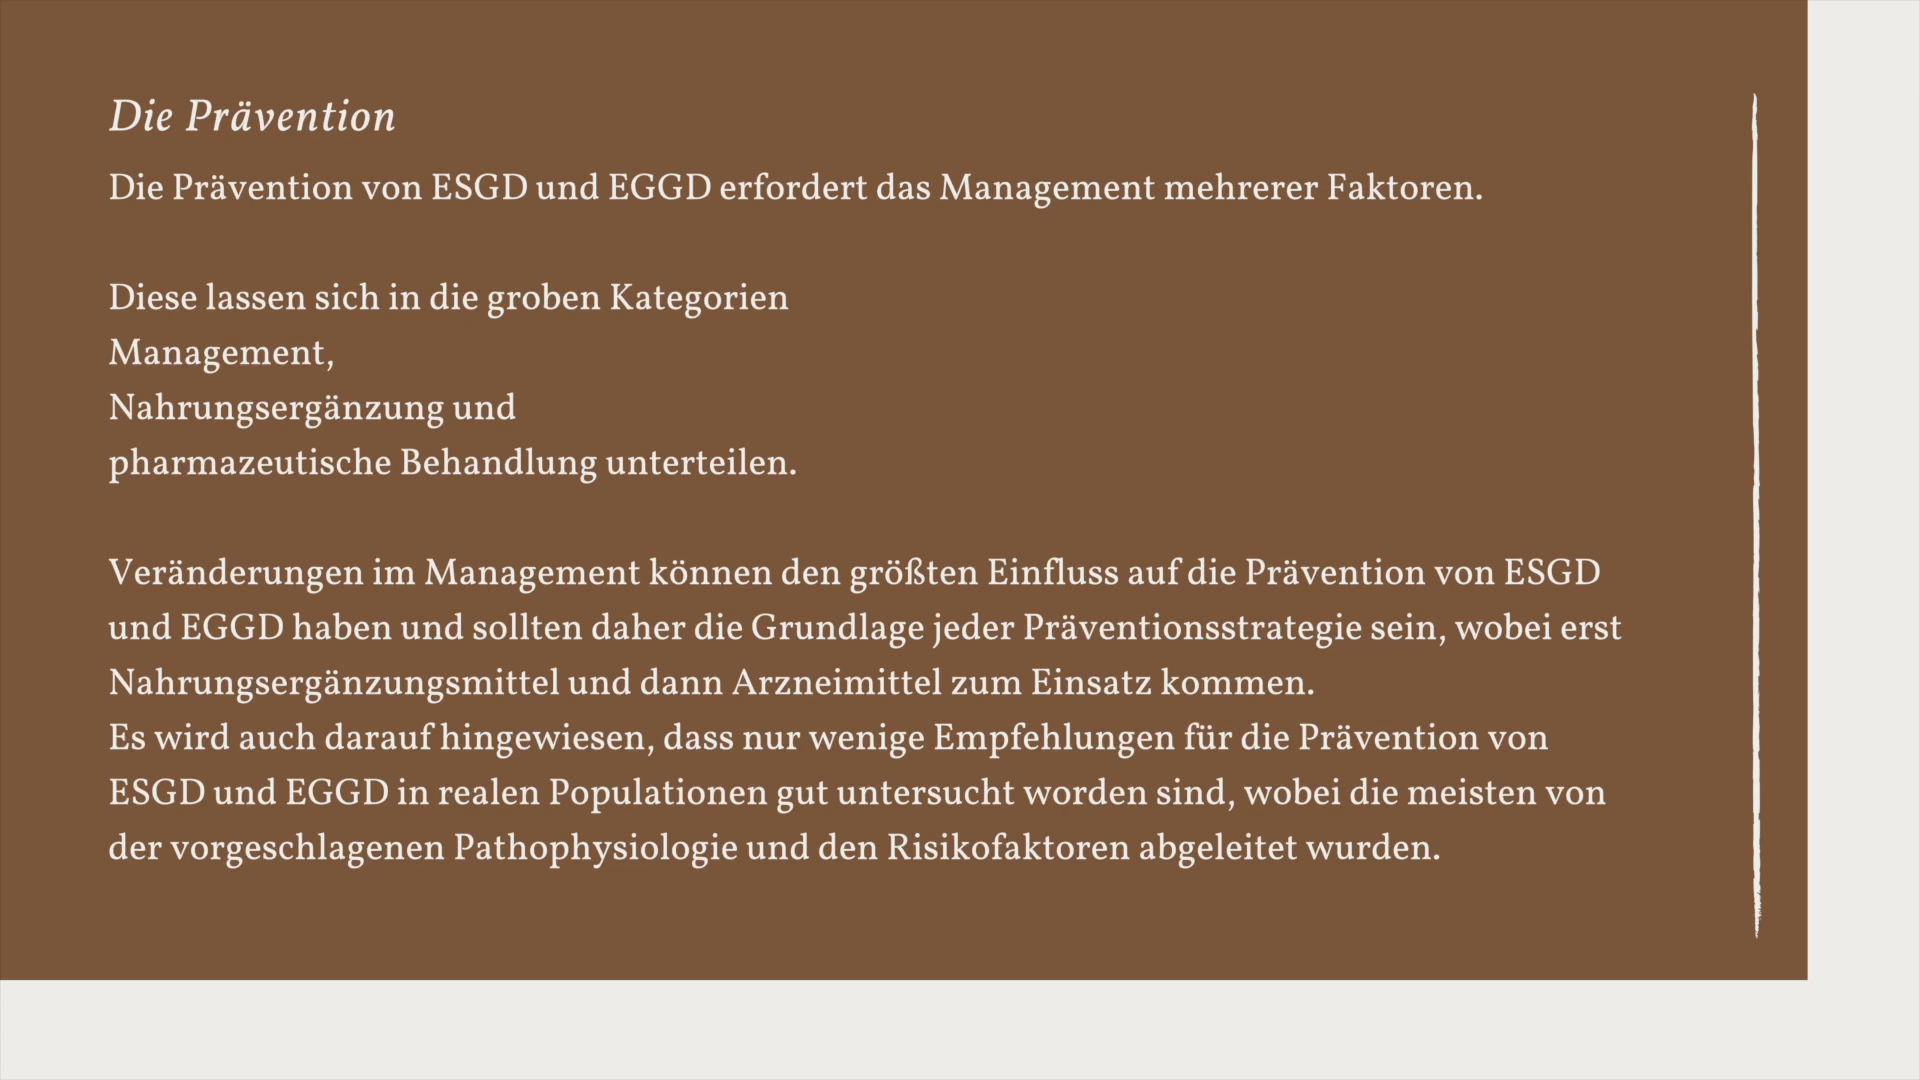 Die Prävention
Die Prävention von ESGD und EGGD erfordert das Management mehrerer Faktoren.
Diese lassen sich in die groben Kategorien
Management,
Nahrungsergänzung und
pharmazeutische Behandlung unterteilen.
Veränderungen im Management können den größten Einfluss auf die Prävention von ESGD
und EGGD haben und sollten daher die Grundlage jeder Präventionsstrategie sein, wobei erst
Nahrungsergänzungsmittel und dann Arzneimittel zum Einsatz kommen.
Es wird auch darauf hingewiesen, dass nur wenige Empfehlungen für die Prävention von
ESGD und EGGD in realen Populationen gut untersucht worden sind, wobei die meisten von
der vorgeschlagenen Pathophysiologie und den Risikofaktoren abgeleitet wurden.